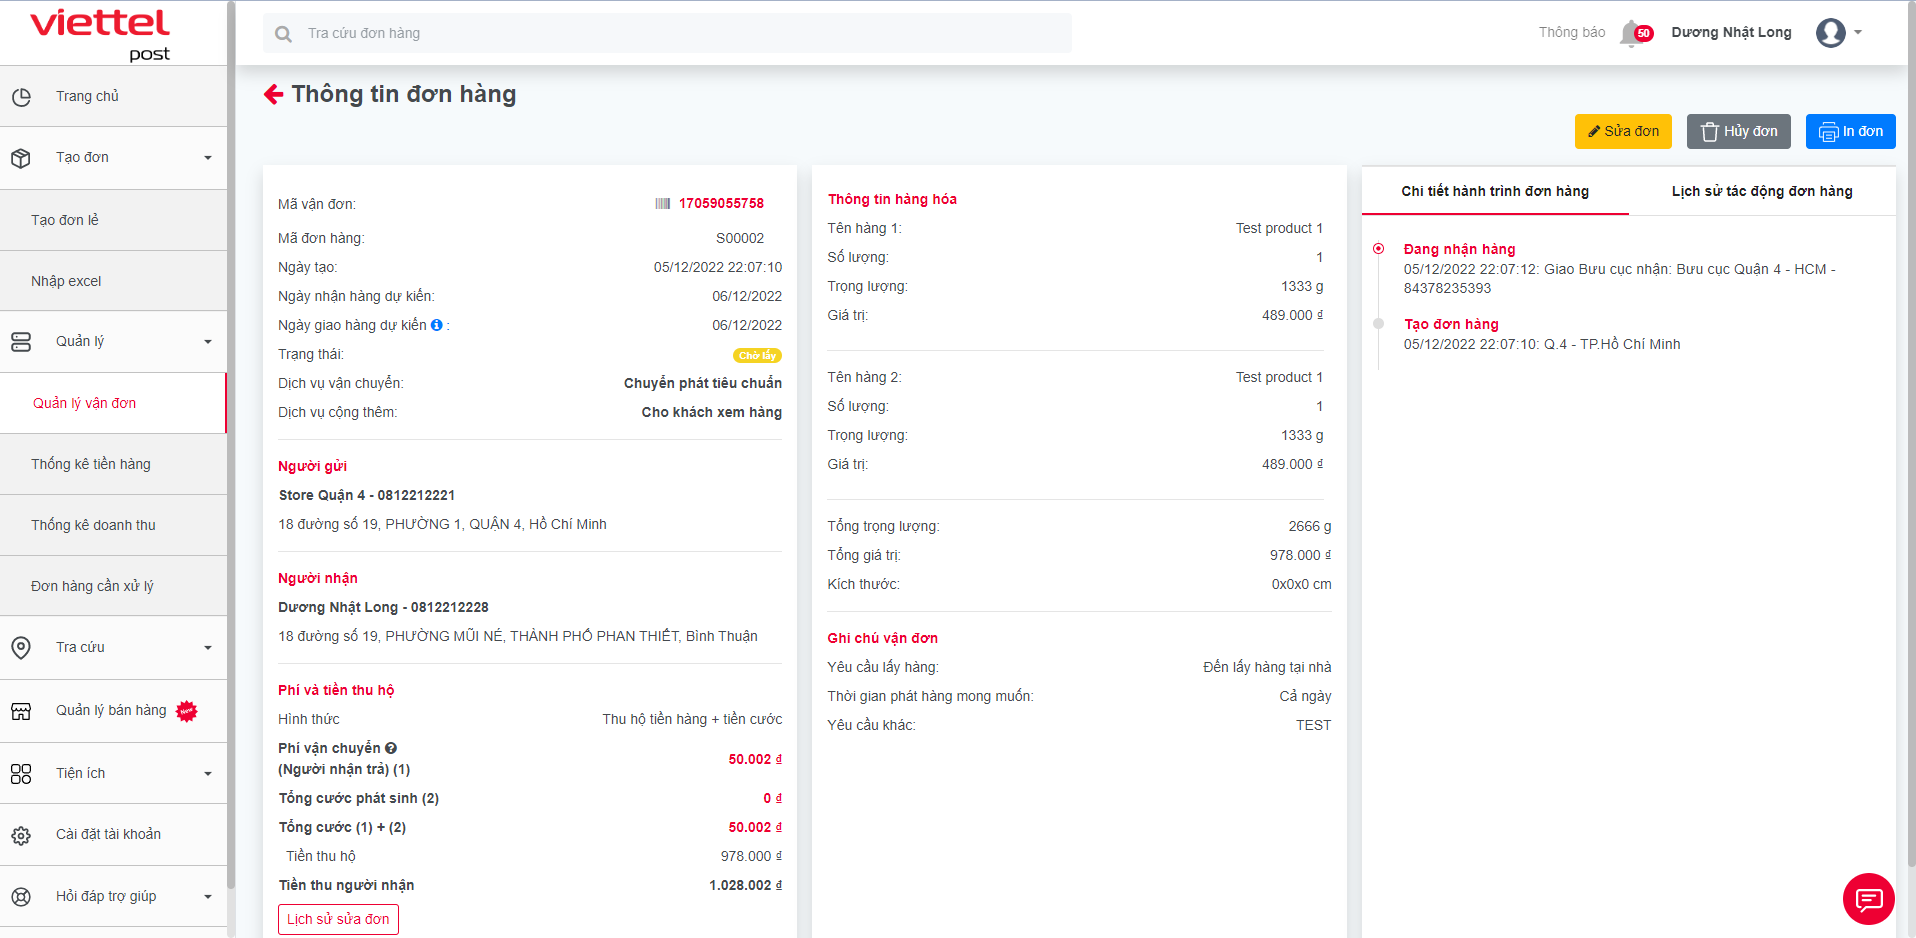 viettel
post
Tra cứu đơn hàng
Thông báo
50
Dương Nhật Long
Trang chủ
Tạo đơn
Tạo đơn lẻ
Nhập excel
Quản lý
Quản lý vận đơn
Thống kê tiền hàng
Thống kê doanh thu
Đơn hàng cần xử lý
Tra cứu
Quản lý bán hàng
New
Tiện ích
Cài đặt tài khoản
Hỏi đáp trợ giúp
Thông tin đơn hàng
Sửa đơn
Hủy đơn
In đơn
Mã vận đơn: 17059055758
Mã đơn hàng: S00002
Ngày tạo: 05/12/2022 22:07:10
Ngày nhận hàng dự kiến: 06/12/2022
Ngày giao hàng dự kiến : 06/12/2022
Trạng thái: Chờ lấy
Dịch vụ vận chuyển: Chuyển phát tiêu chuẩn
Dịch vụ cộng thêm: Cho khách xem hàng
Người gửi
Store Quận 4 - 0812212221
18 đường số 19, PHƯỜNG 1, QUẬN 4, Hồ Chí Minh
Người nhận
Dương Nhật Long - 0812212228
18 đường số 19, PHƯỜNG MŨI NÉ, THÀNH PHỐ PHAN THIẾT, Bình Thuận
Phí và tiền thu hộ
Hình thức Thu hộ tiền hàng + tiền cước
Phí vận chuyển
(Người nhận trả) (1) 50.002 đ
Tổng cước phát sinh (2) 0 đ
Tổng cước (1) + (2) 50.002 đ
Tiền thu hộ 978.000 đ
Tiền thu người nhận 1.028.002 đ
Lịch sử sửa đơn
Thông tin hàng hóa
Tên hàng 1: Test product 1
Số lượng: 1
Trọng lượng: 1333 g
Giá trị: 489.000 đ
Tên hàng 2: Test product 1
Số lượng: 1
Trọng lượng: 1333 g
Giá trị: 489.000 đ
Tổng trọng lượng: 2666 g
Tổng giá trị: 978.000 đ
Kích thước: 0x0x0 cm
Ghi chú vận đơn
Yêu cầu lấy hàng: Đến lấy hàng tại nhà
Thời gian phát hàng mong muốn: Cả ngày
Yêu cầu khác: TEST
Chi tiết hành trình đơn hàng
Lịch sử tác động đơn hàng
Đang nhận hàng
05/12/2022 22:07:12: Giao Bưu cục nhận: Bưu cục Quận 4 - HCM -
84378235393
Tạo đơn hàng
05/12/2022 22:07:10: Q.4 - TP.Hồ Chí Minh